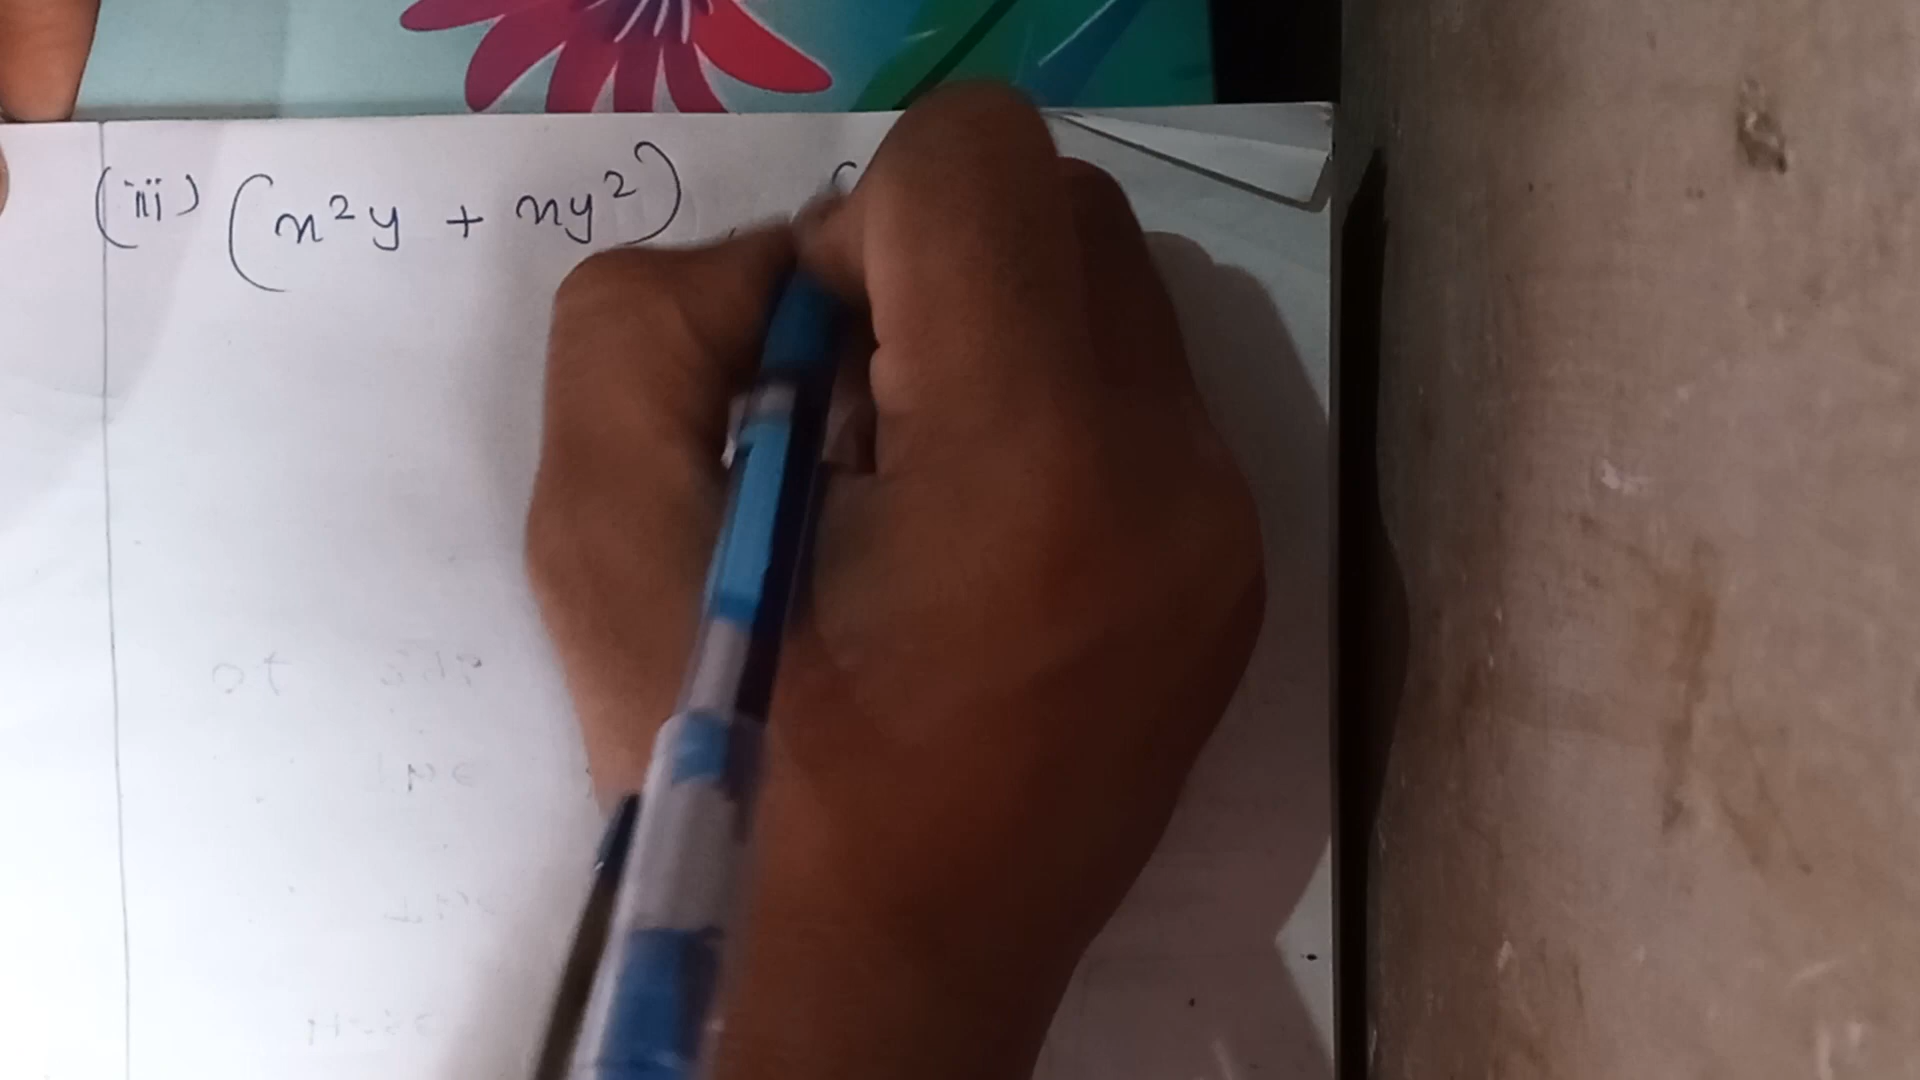 (iii) (x²y + xy²)